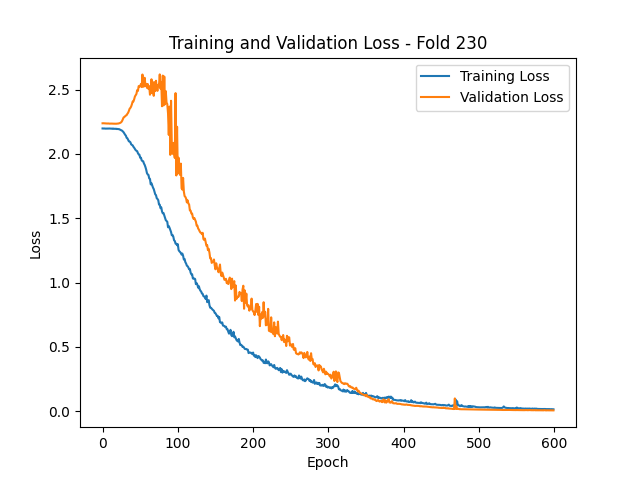 Training and Validation Loss - Fold 230
Training Loss
Validation Loss
2.5
2.0
1.5
1.0
0.5
0.0
Loss
0 100 200 300 400 500 600
Epoch